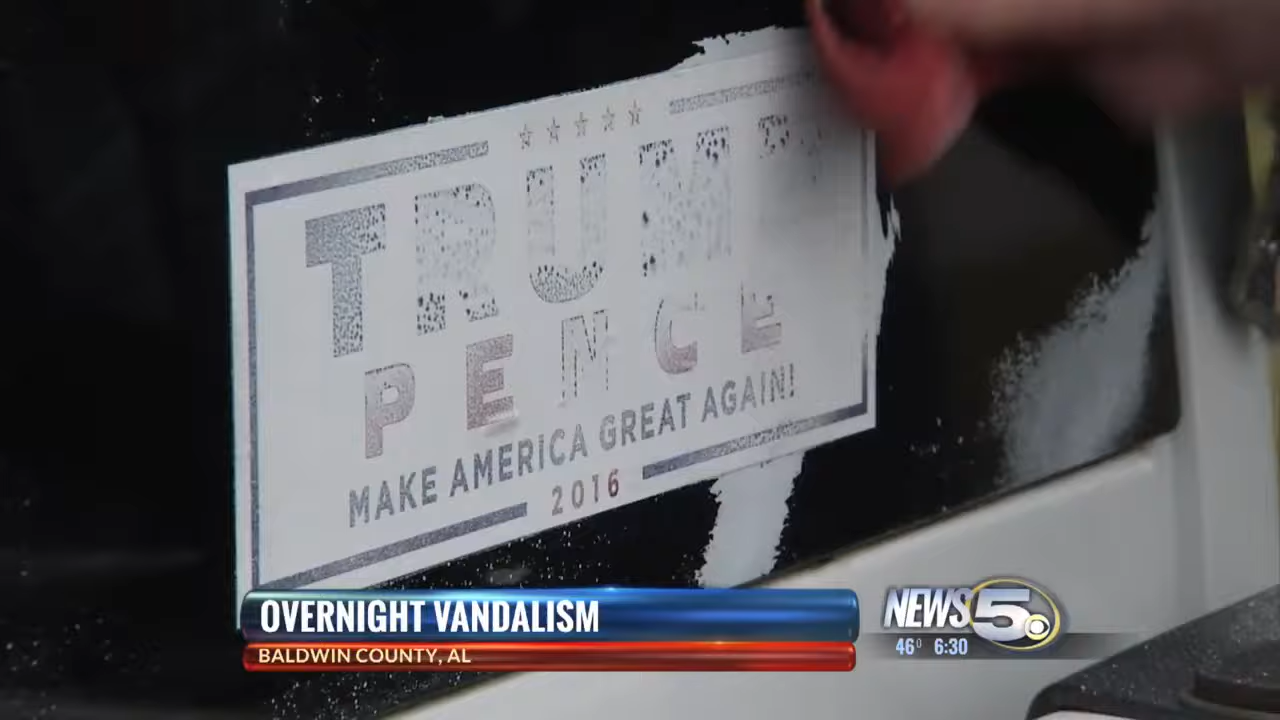 TRUMP
PENCE
MAKE AMERICA GREAT AGAIN!
2016
OVERNIGHT VANDALISM
BALDWIN COUNTY, AL
NEWS 5
46° 6:30